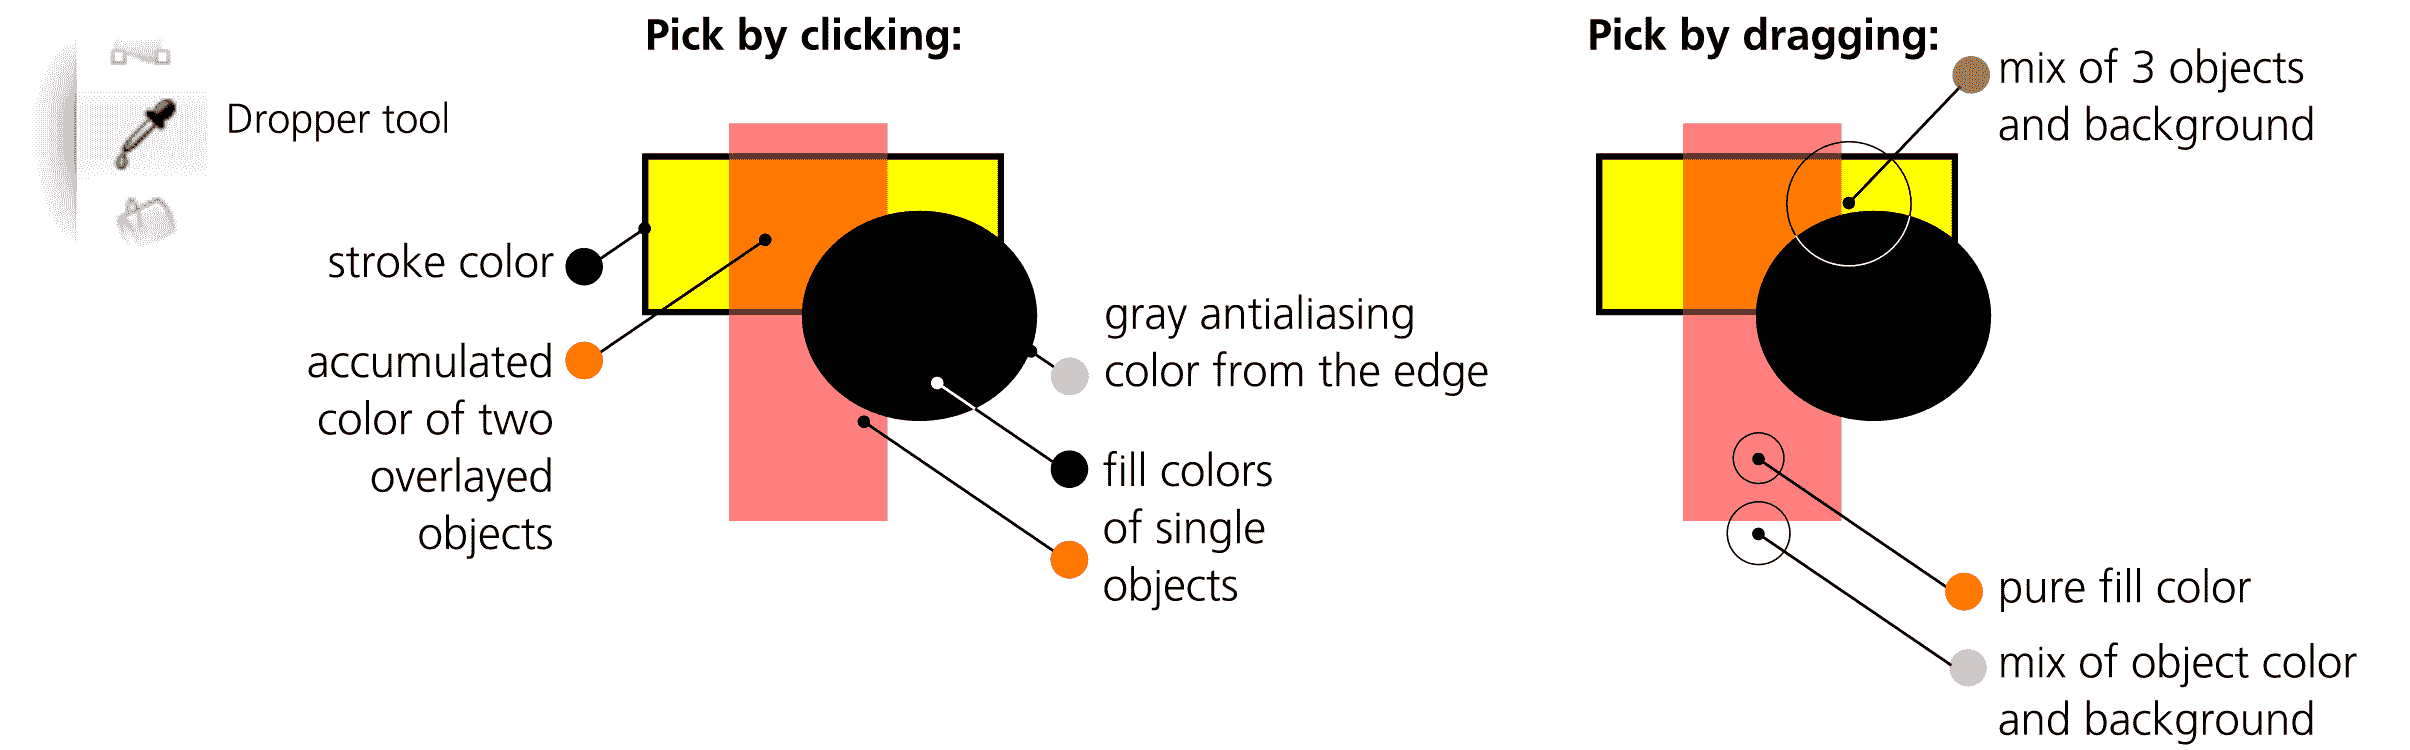 Dropper tool
Pick by clicking:
stroke color
accumulated
color of two
overlayed
objects
gray antialiasing
color from the edge
fill colors
of single
objects
Pick by dragging:
mix of 3 objects
and background
pure fill color
mix of object color
and background